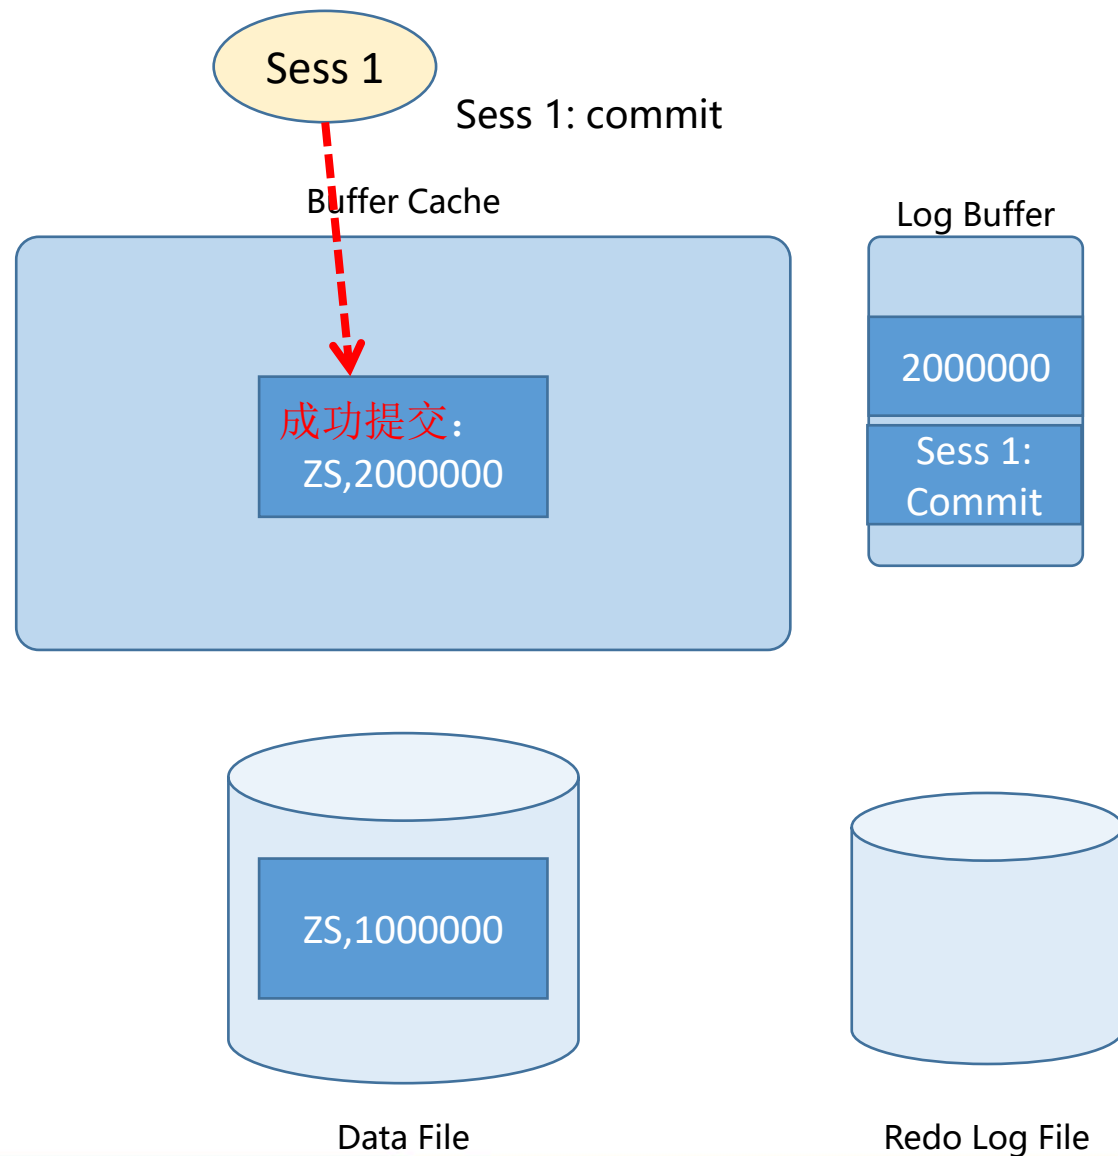 Sess 1
Sess 1: commit
Buffer Cache
Log Buffer
成功提交：
ZS,2000000
2000000
Sess 1:
Commit
ZS,1000000
Data File
Redo Log File